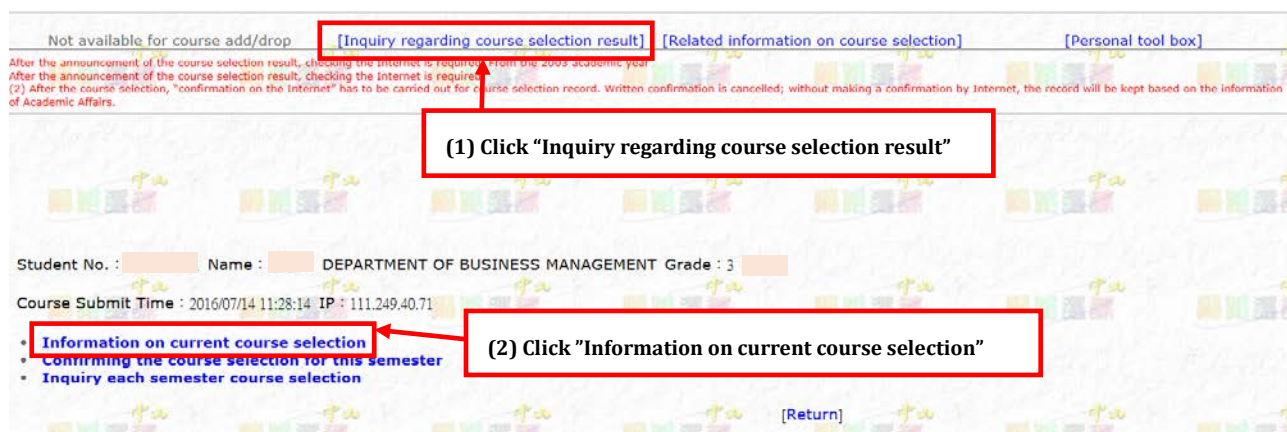 Not available for course add/drop [Inquiry regarding course selection result] [Related information on course selection] [Personal tool box]
After the announcement of the course selection result, checking the Internet is required. From the 2003 academic year
After the announcement of the course selection result, checking the Internet is required
(2) After the course selection, "confirmation on the Internet" has to be carried out for course selection record. Written confirmation is cancelled; without making a confirmation by Internet, the record will be kept based on the information
of Academic Affairs.
(1) Click “Inquiry regarding course selection result”
Student No. : Name : DEPARTMENT OF BUSINESS MANAGEMENT Grade : 3
Course Submit Time : 2016/07/14 11:28:14 IP : 111.249.40.71
(2) Click ”Information on current course selection”
• Information on current course selection
• Confirming the course selection for this semester
• Inquiry each semester course selection
[Return]